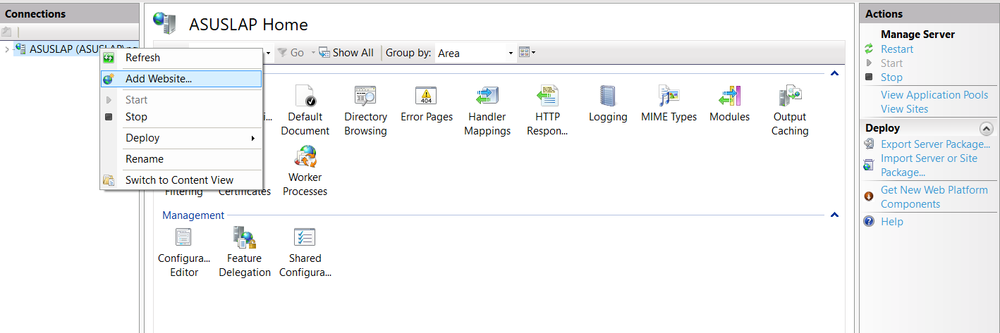 Connections
ASUSLAP (ASUSLAP\
Refresh
Add Website...
Start
Stop
Deploy
Rename
Switch to Content View
ASUSLAP Home
Go
Show All
Group by:
Area
Default
Document
Directory
Browsing
Error Pages
404
Handler
Mappings
HTTP
Respon...
Logging
MIME Types
Modules
Output
Caching
Filtering
Certificates
Worker
Processes
Management
Configura...
Editor
Feature
Delegation
Shared
Configura...
Actions
Manage Server
Restart
Start
Stop
View Application Pools
View Sites
Deploy
Export Server Package...
Import Server or Site
Package...
Get New Web Platform
Components
Help